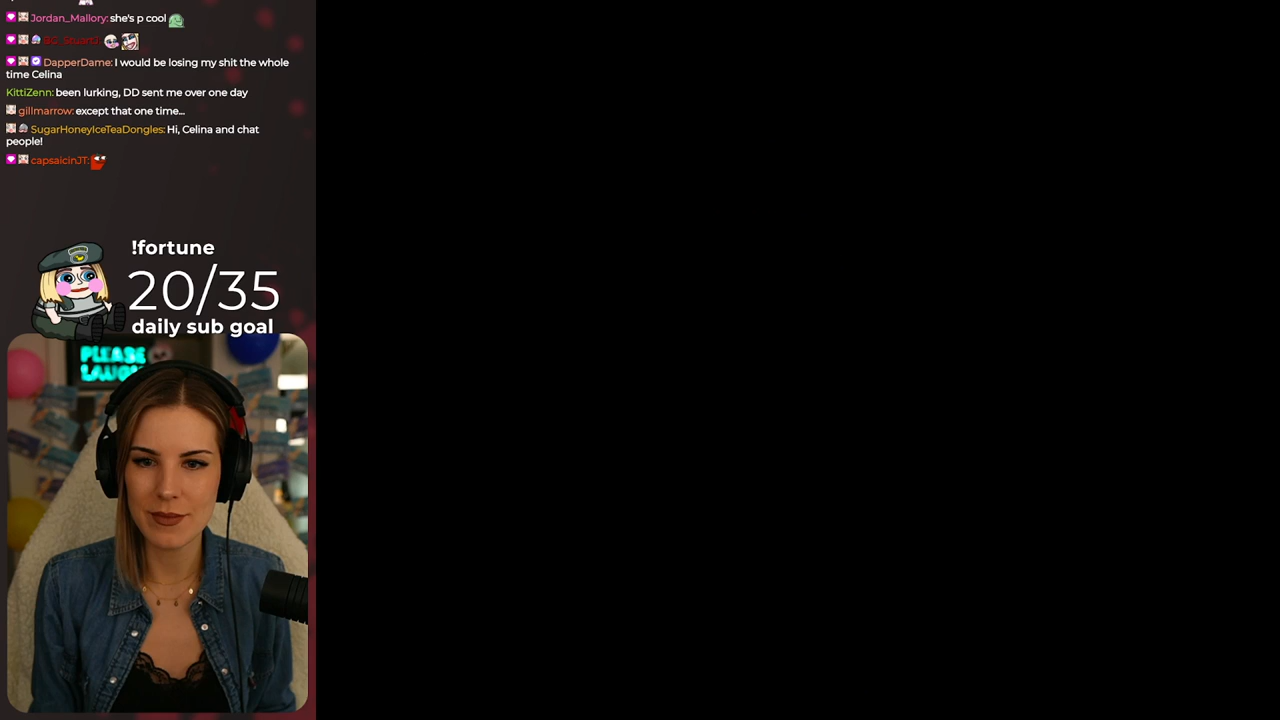 Jordan_Mallory: she's p cool
DapperDame: I would be losing my shit the whole
time Celina
KittiZenn: been lurking, DD sent me over one day
gillmarrow: except that one time...
SugarHoneyIceTeaDongles: Hi, Celina and chat
people!
capsaicinJT:
!fortune
20/35
daily sub goal
PLEASE
LAUGH